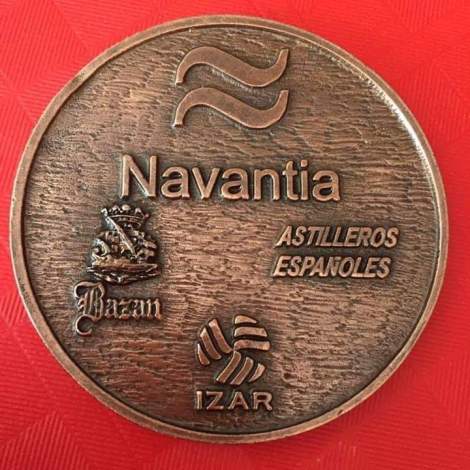 Navantia
ASTILLEROS
ESPAÑOLES
Bazan
IZAR